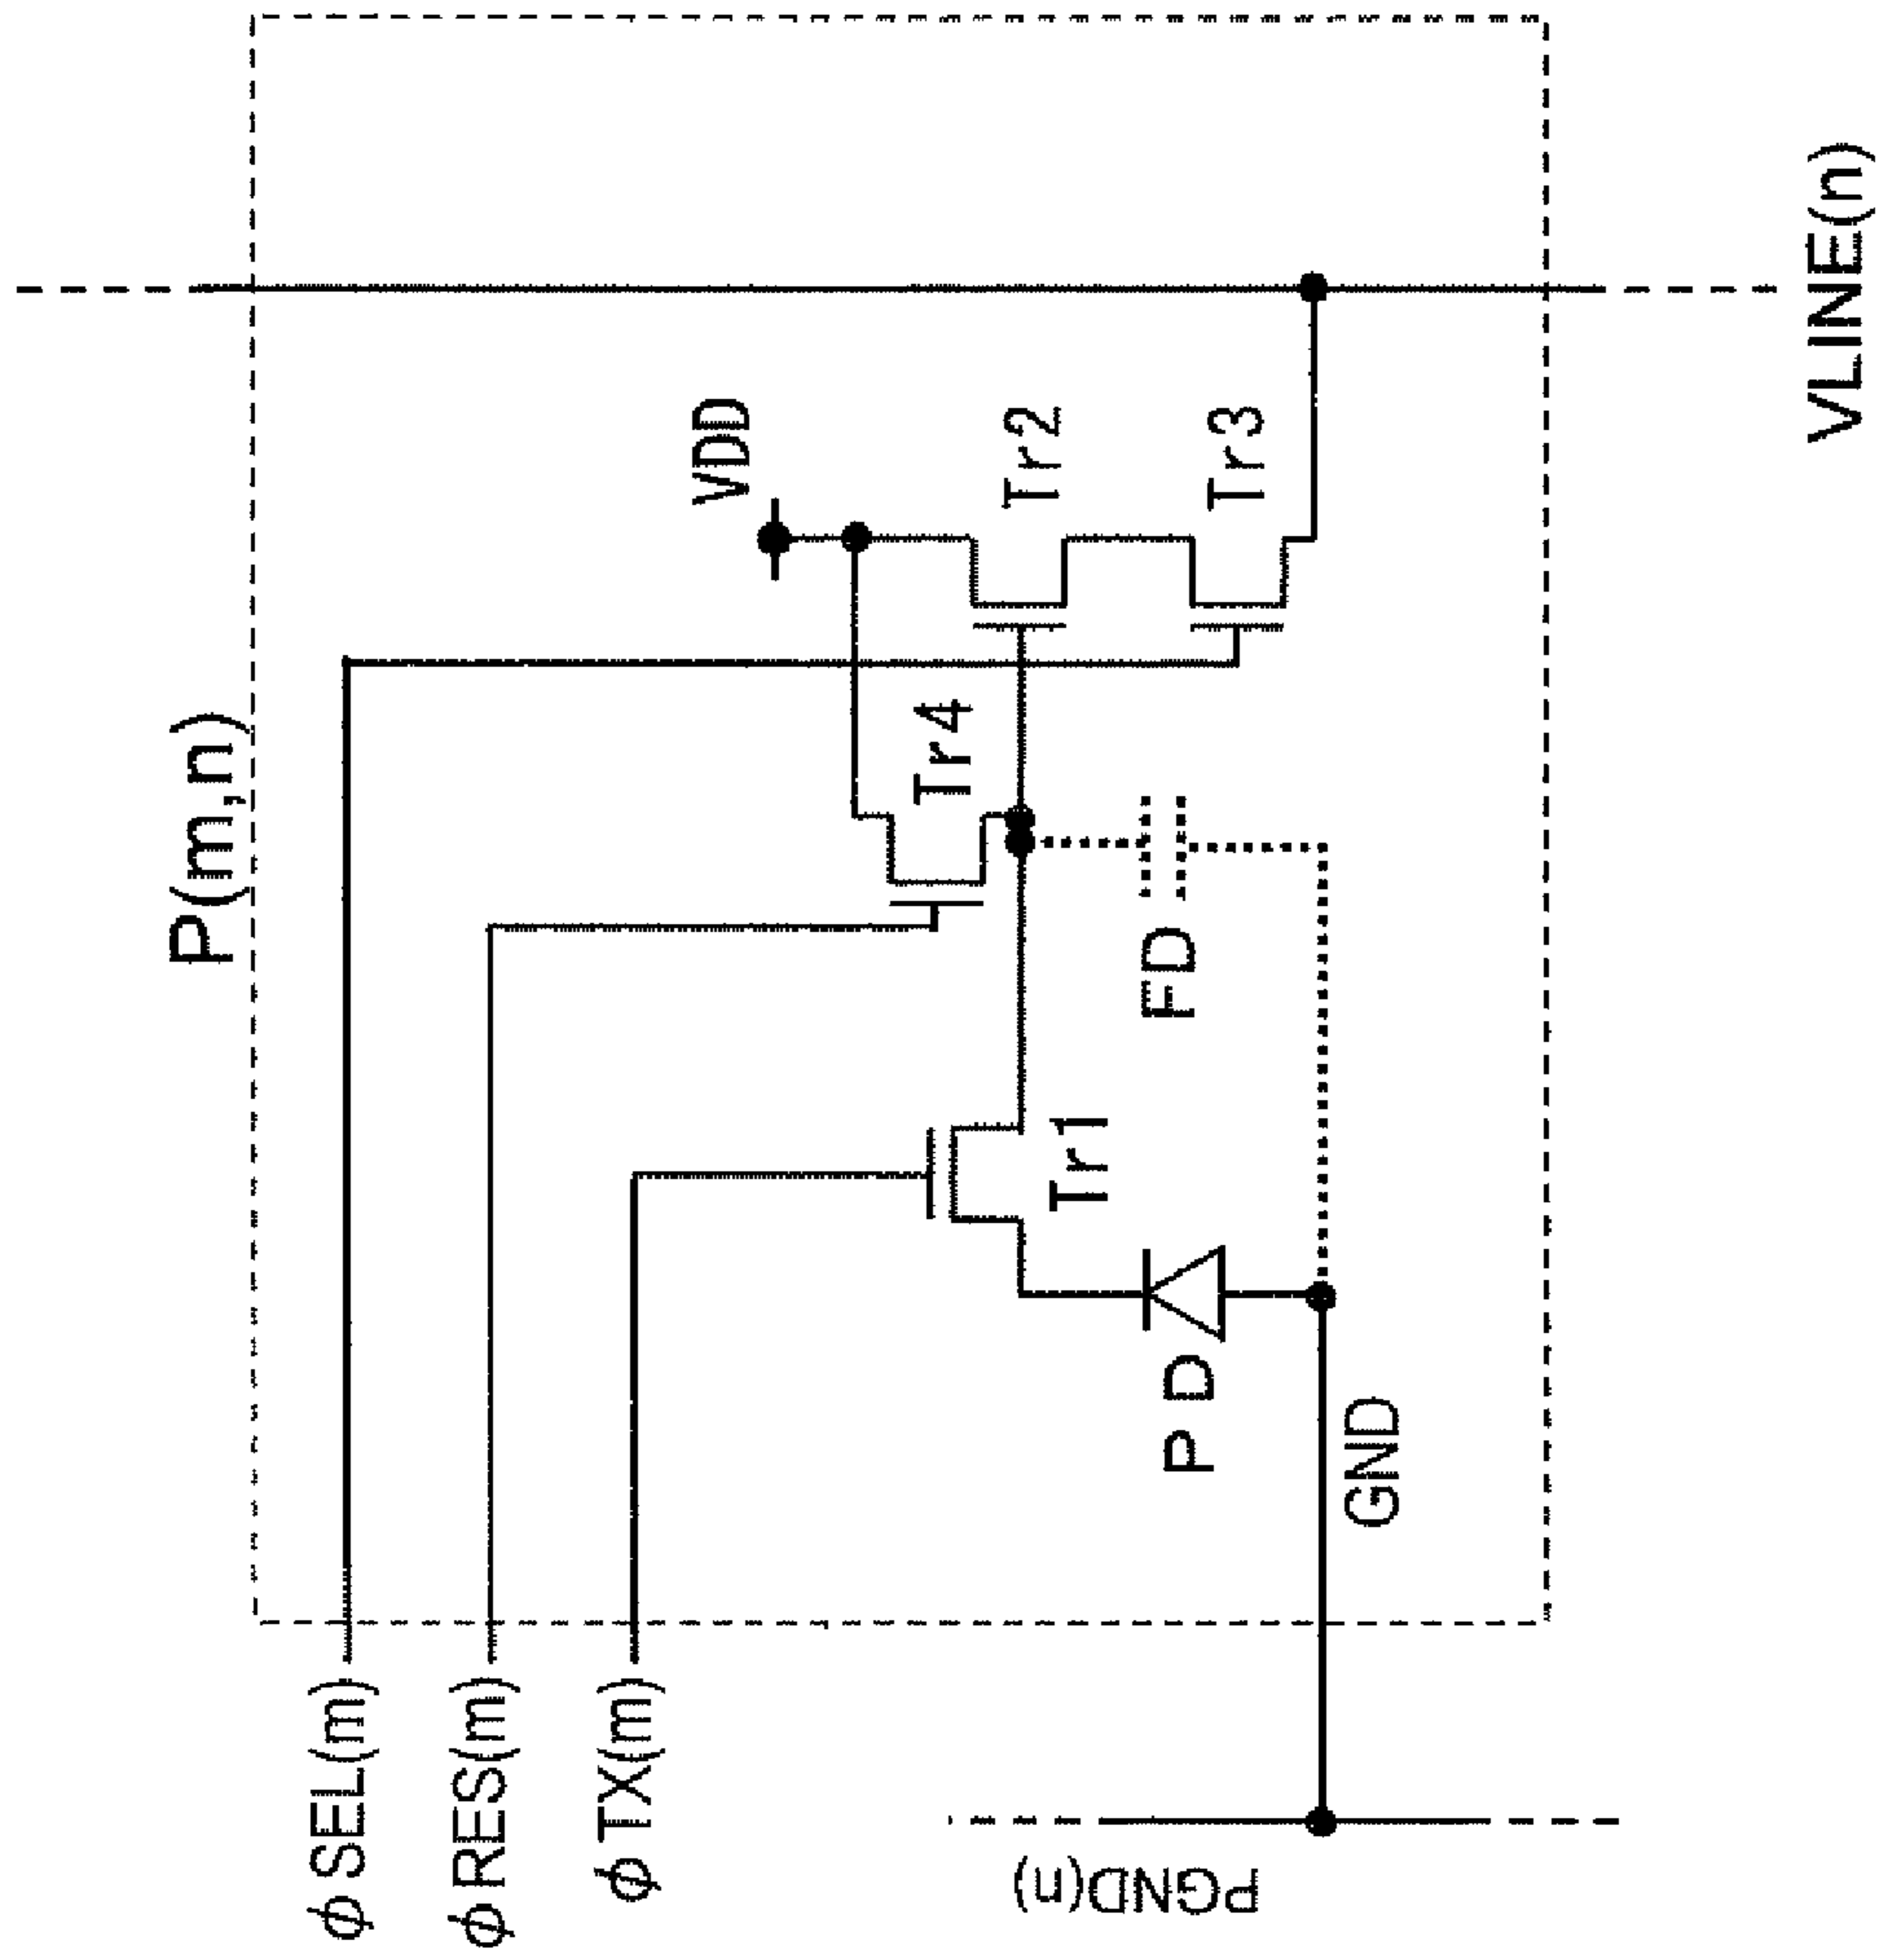 P(m,n)
φSEL(m)
φRES(m)
φTX(m)
VDD
Tr4
Tr2
Tr3
Tr1
FD
PD
GND
PGND(n)
VLINE(n)